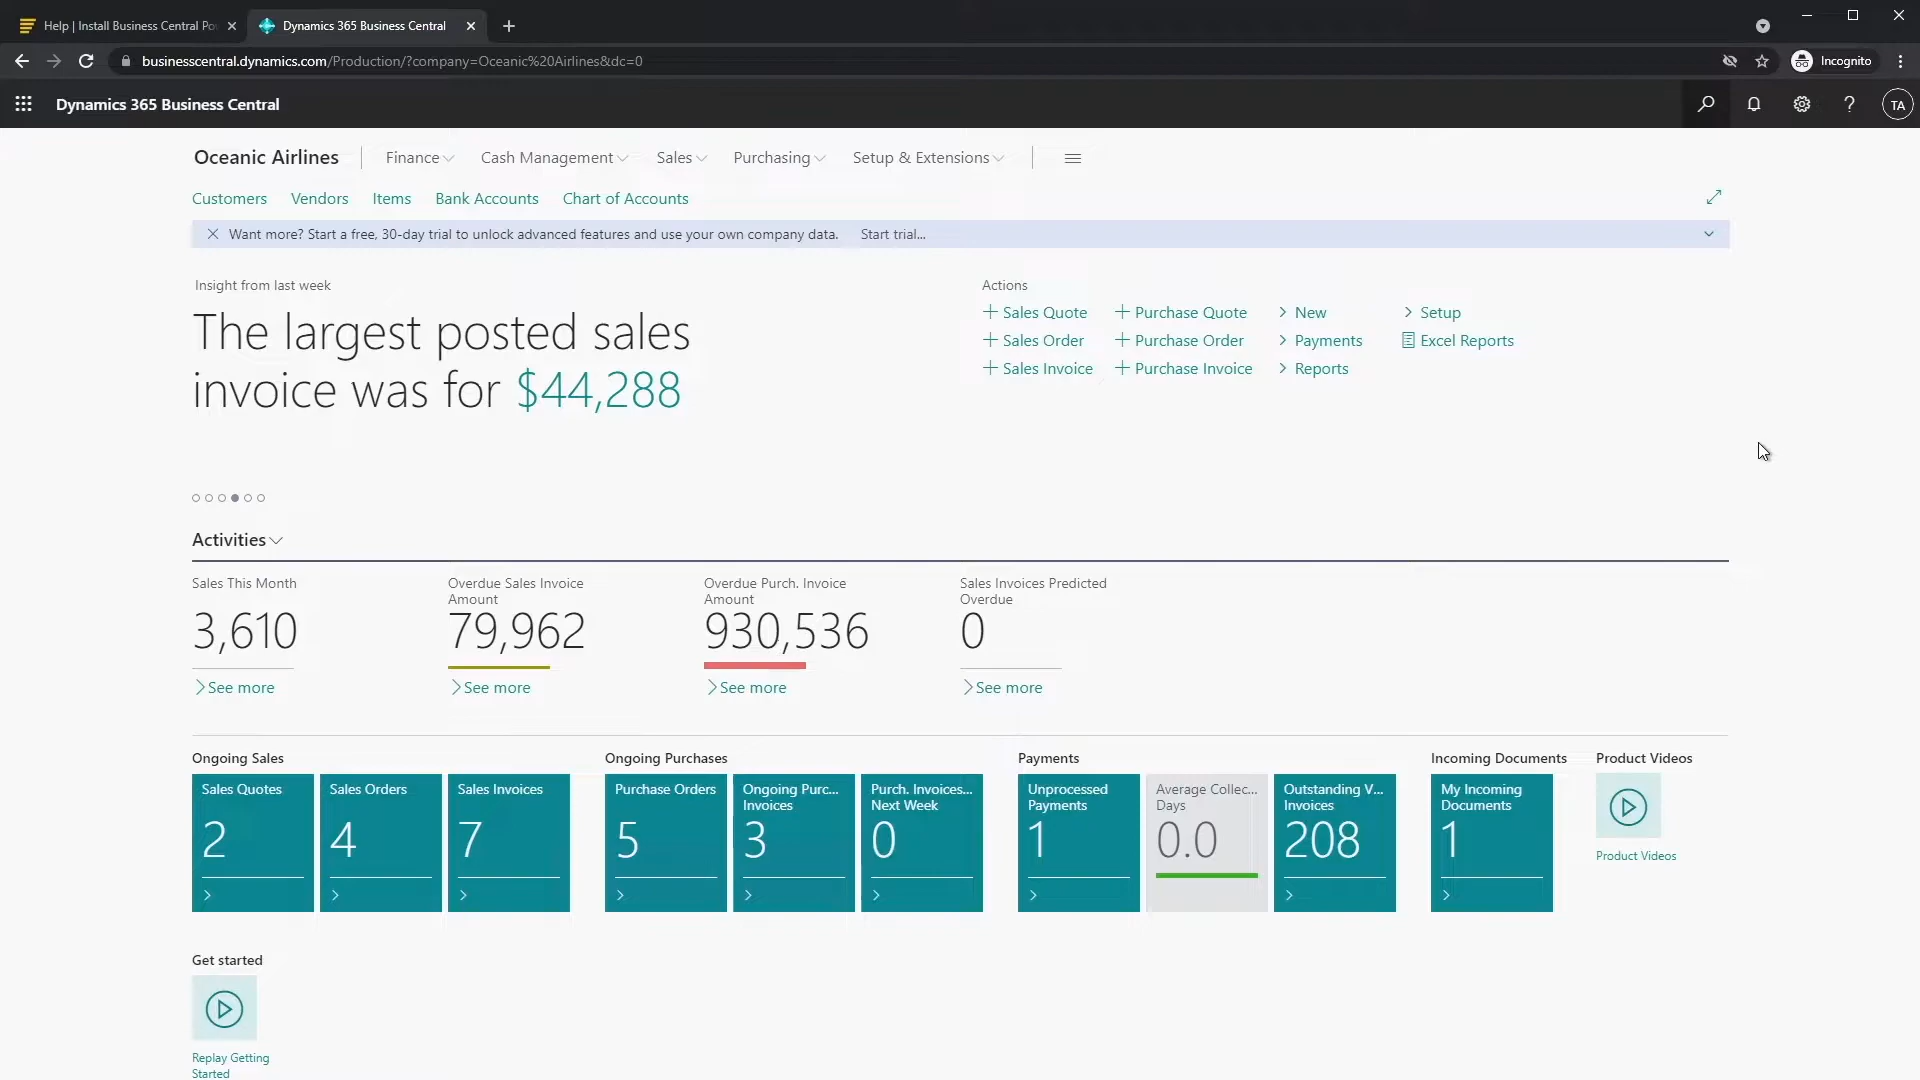 Help | Install Business Central Po
Dynamics 365 Business Central
businesscentral.dynamics.com/Production/?company=Oceanic%20Airlines&dc=0
Incognito
Dynamics 365 Business Central
TA
Oceanic Airlines
Finance
Cash Management
Sales
Purchasing
Setup & Extensions
Customers
Vendors
Items
Bank Accounts
Chart of Accounts
Want more? Start a free, 30-day trial to unlock advanced features and use your own company data.
Start trial...
Insight from last week
The largest posted sales
invoice was for $44,288
Actions
Sales Quote
Purchase Quote
New
Setup
Sales Order
Purchase Order
Payments
Excel Reports
Sales Invoice
Purchase Invoice
Reports
Activities
Sales This Month
3,610
See more
Overdue Sales Invoice
Amount
79,962
See more
Overdue Purch. Invoice
Amount
930,536
See more
Sales Invoices Predicted
Overdue
0
See more
Ongoing Sales
Sales Quotes
2
Sales Orders
4
Sales Invoices
7
Ongoing Purchases
Purchase Orders
5
Ongoing Purc...
Invoices
3
Purch. Invoices...
Next Week
0
Payments
Unprocessed
Payments
1
Average Collec...
Days
0.0
Outstanding V...
Invoices
208
Incoming Documents
My Incoming
Documents
1
Product Videos
Product Videos
Get started
Replay Getting
Started